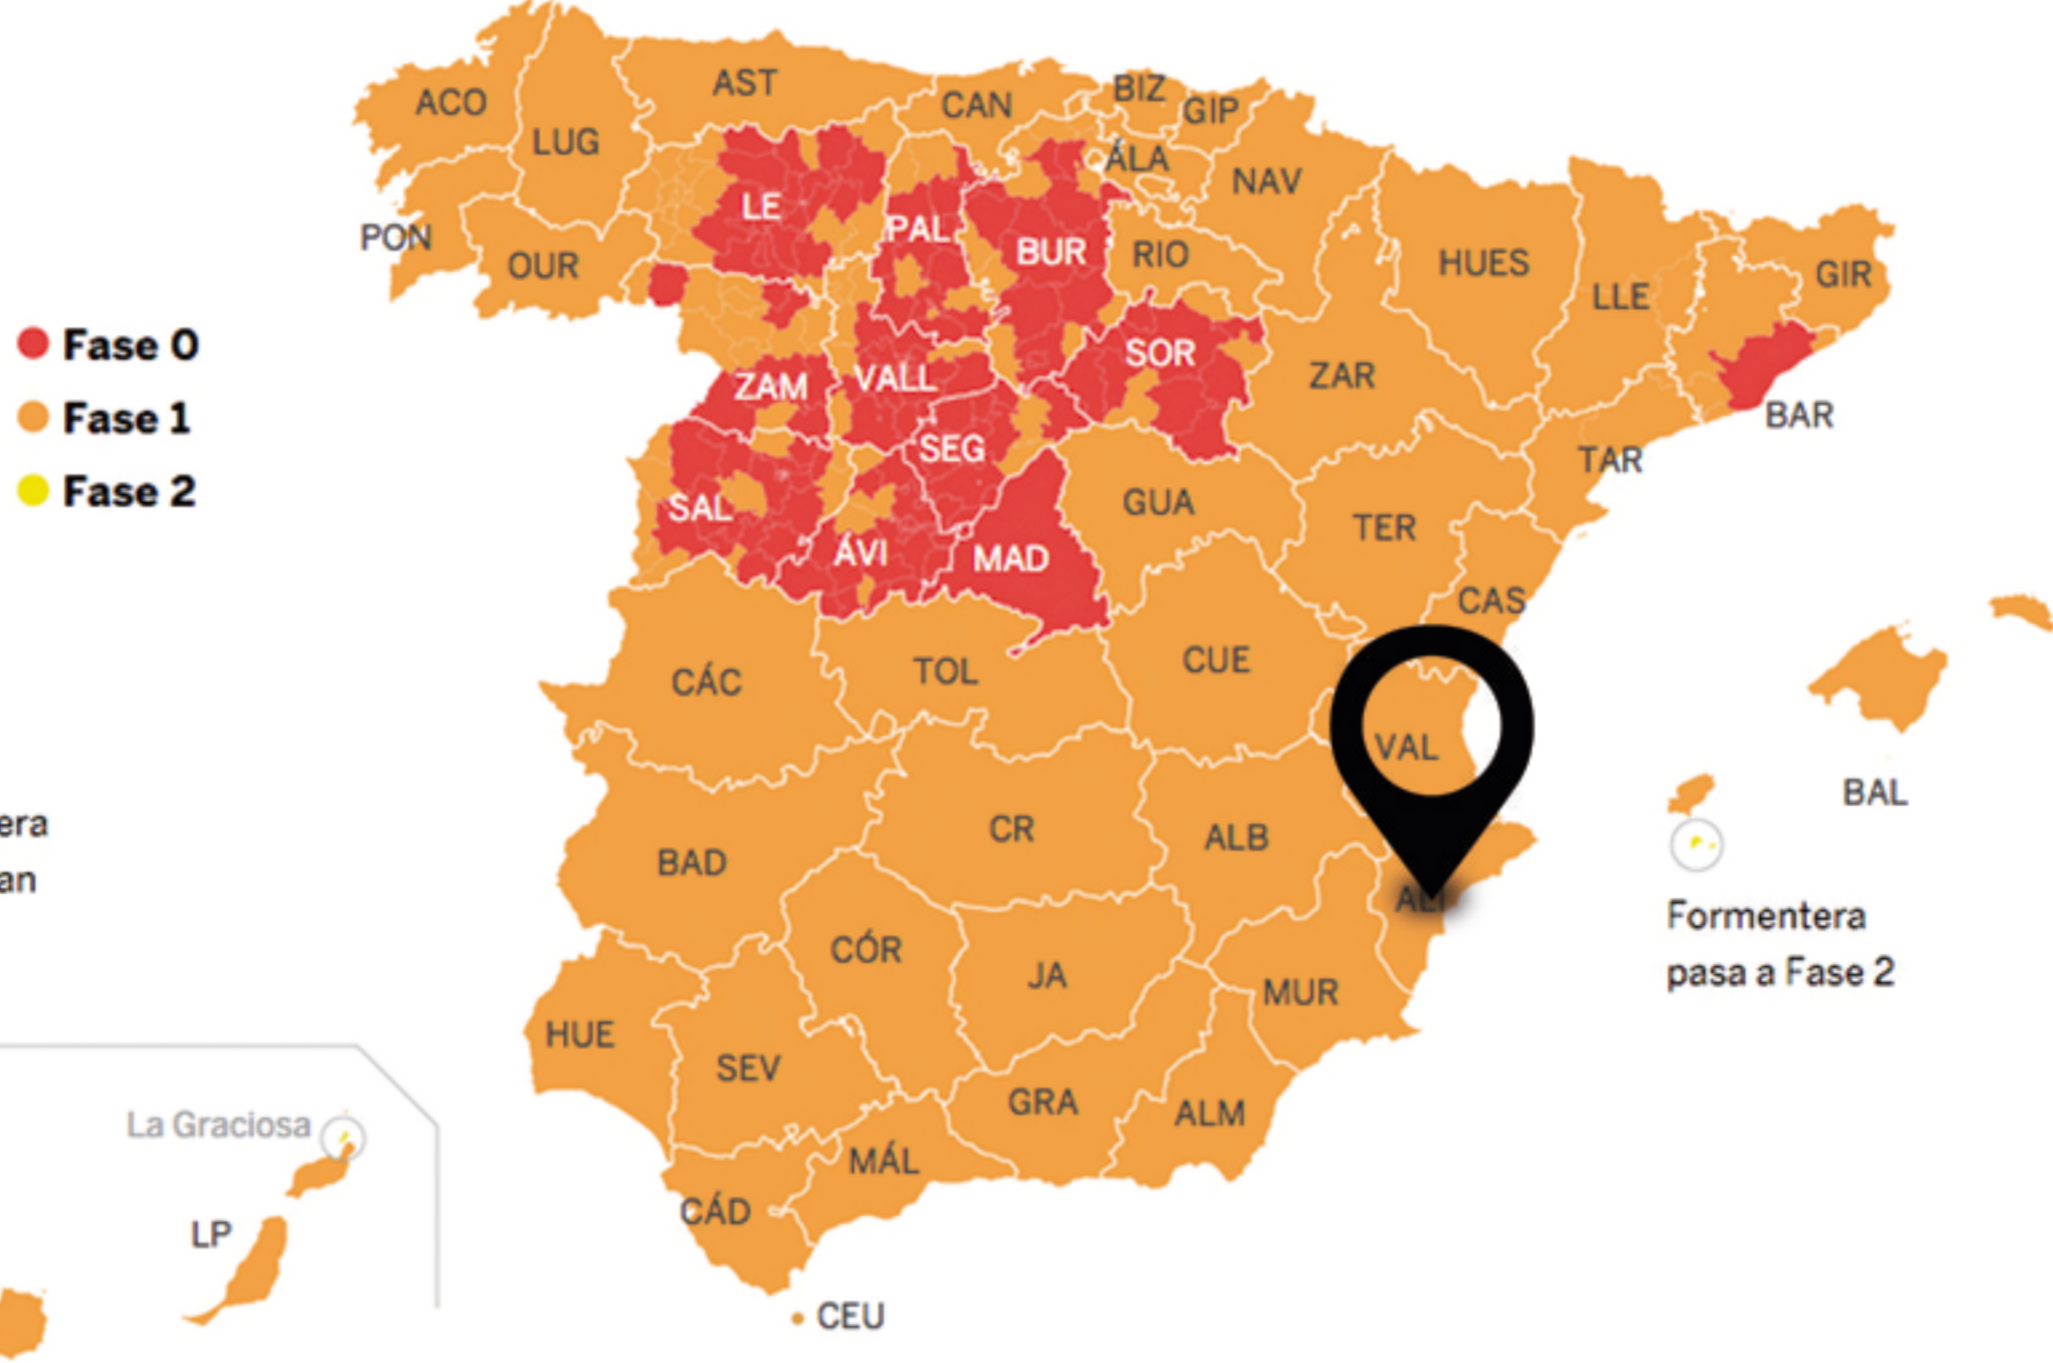 AST
BIZ
CAN
ACO
GIP
LUG
ÁLA
NAV
LE
PAL
PON
BUR
RIO
OUR
HUES
GIR
LLE
Fase 0
SOR
ZAR
VALL
ZAM
Fase 1
BAR
SEG
TAR
Fase 2
GUA
SAL
TER
ÁVI
MAD
CAS
CUE
TOL
CÁC
VAL
BAL
era
CR
ALB
BAD
an
ALI
Formentera
pasa a Fase 2
CÓR
JA
MUR
HUE
SEV
GRA
ALM
La Graciosa
MÁL
CÁD
LP
CEU